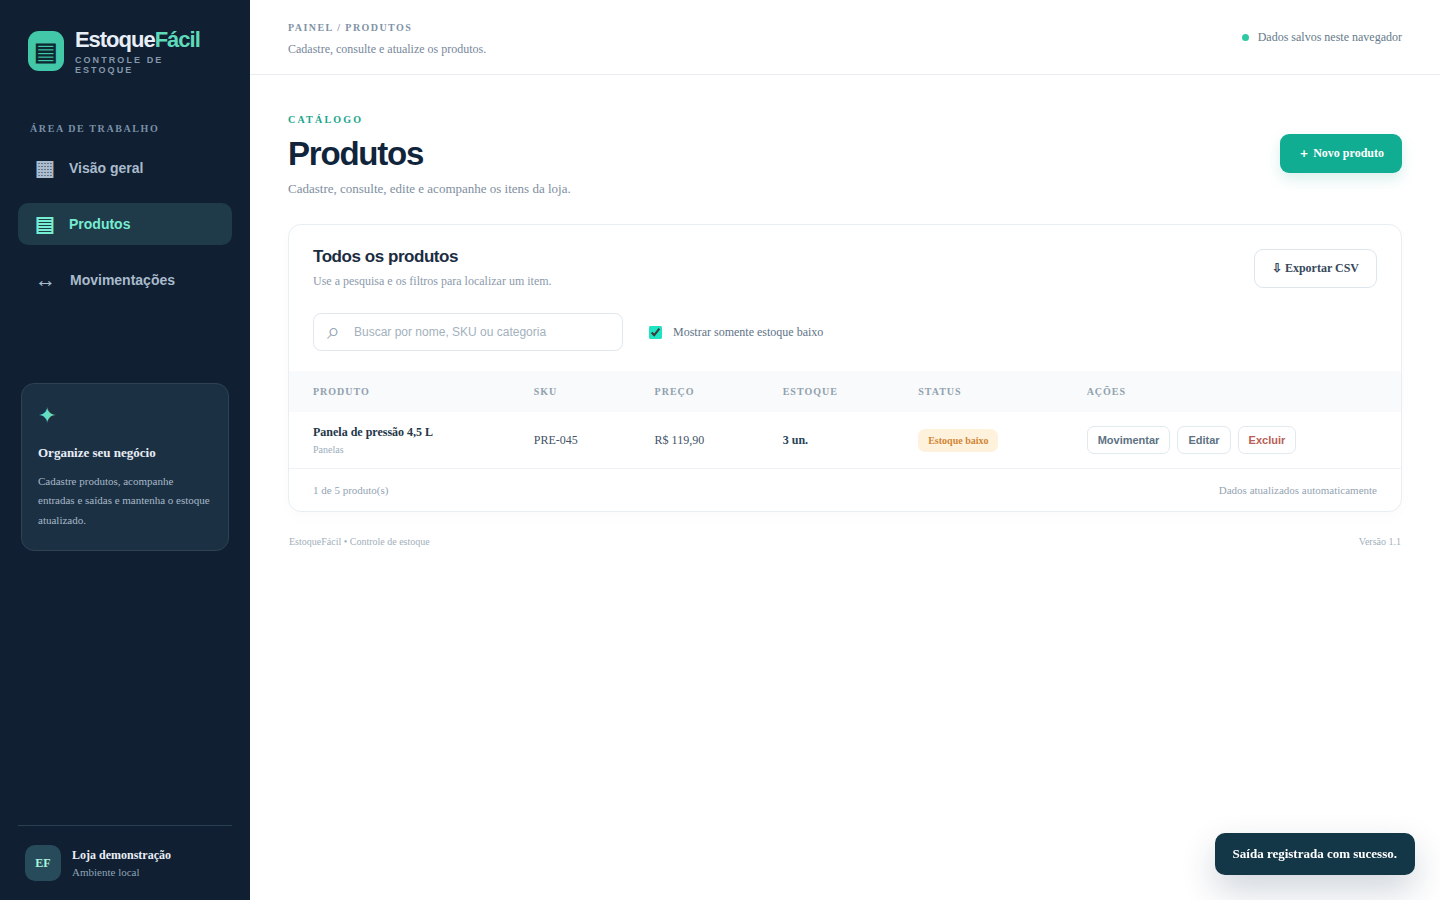 EstoqueFácil
CONTROLE DE
ESTOQUE
ÁREA DE TRABALHO
Visão geral
Produtos
Movimentações
Organize seu negócio
Cadastre produtos, acompanhe
entradas e saídas e mantenha o estoque
atualizado.
EF
Loja demonstração
Ambiente local
PAINEL / PRODUTOS
Cadastre, consulte e atualize os produtos.
Dados salvos neste navegador
CATÁLOGO
Produtos
Cadastre, consulte, edite e acompanhe os itens da loja.
+ Novo produto
Todos os produtos
Use a pesquisa e os filtros para localizar um item.
⇩ Exportar CSV
Buscar por nome, SKU ou categoria
Mostrar somente estoque baixo
PRODUTO SKU PREÇO ESTOQUE STATUS AÇÕES
Panela de pressão 4,5 L
Panelas
PRE-045 R$ 119,90 3 un. Estoque baixo Movimentar Editar Excluir
1 de 5 produto(s)
Dados atualizados automaticamente
EstoqueFácil • Controle de estoque
Versão 1.1
Saída registrada com sucesso.